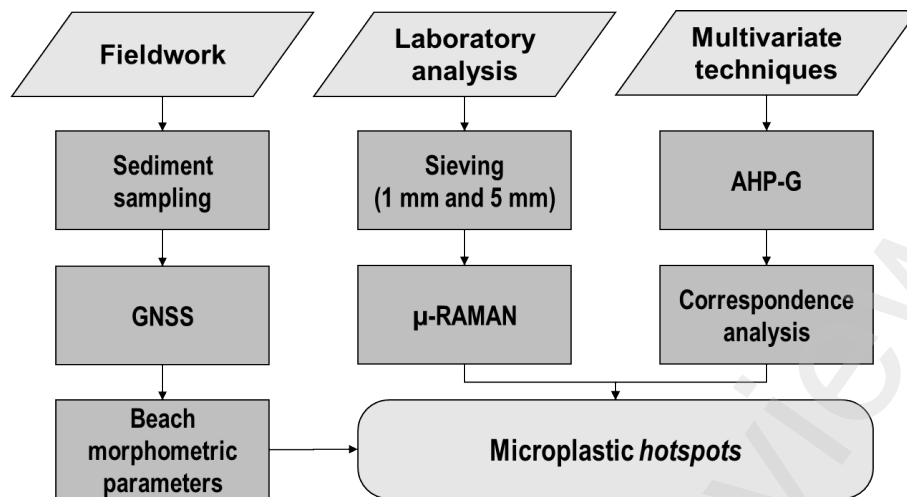 Fieldwork
Laboratory
analysis
Multivariate
techniques
Sediment
sampling
Sieving
(1 mm and 5 mm)
AHP-G
GNSS
µ-RAMAN
Correspondence
analysis
Beach
morphometric
parameters
Microplastic hotspots
view